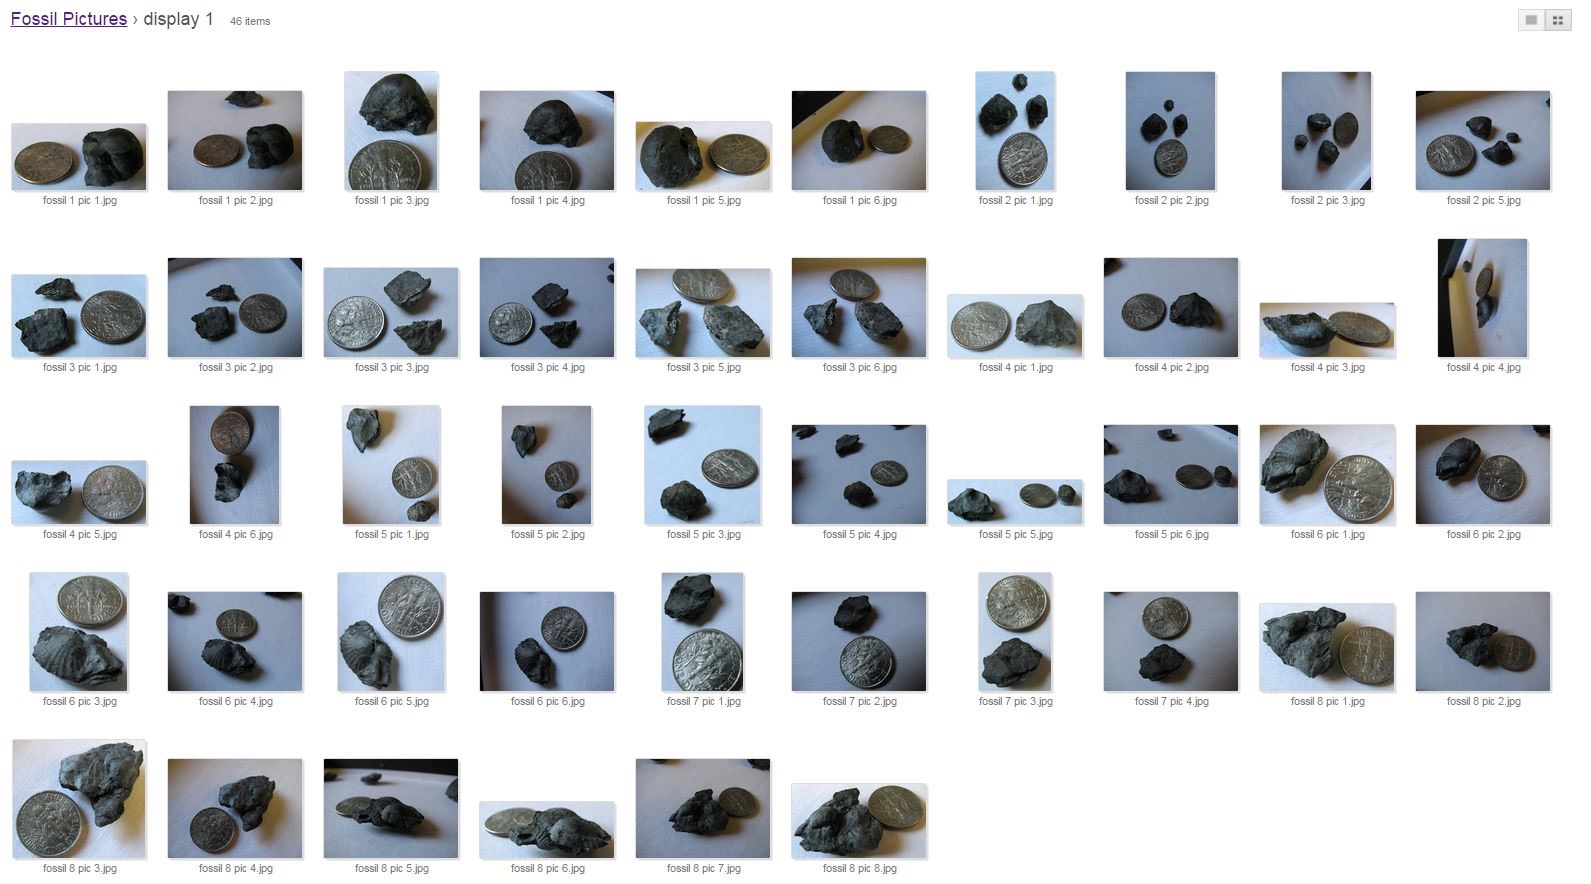 Fossil Pictures › display 1 46 items
fossil 1 pic 1.jpg fossil 1 pic 2.jpg fossil 1 pic 3.jpg fossil 1 pic 4.jpg fossil 1 pic 5.jpg fossil 1 pic 6.jpg fossil 2 pic 1.jpg fossil 2 pic 2.jpg fossil 2 pic 3.jpg fossil 2 pic 5.jpg
fossil 3 pic 1.jpg fossil 3 pic 2.jpg fossil 3 pic 3.jpg fossil 3 pic 4.jpg fossil 3 pic 5.jpg fossil 3 pic 6.jpg fossil 4 pic 1.jpg fossil 4 pic 2.jpg fossil 4 pic 3.jpg fossil 4 pic 4.jpg
fossil 4 pic 5.jpg fossil 4 pic 6.jpg fossil 5 pic 1.jpg fossil 5 pic 2.jpg fossil 5 pic 3.jpg fossil 5 pic 4.jpg fossil 5 pic 5.jpg fossil 5 pic 6.jpg fossil 6 pic 1.jpg fossil 6 pic 2.jpg
fossil 6 pic 3.jpg fossil 6 pic 4.jpg fossil 6 pic 5.jpg fossil 6 pic 6.jpg fossil 7 pic 1.jpg fossil 7 pic 2.jpg fossil 7 pic 3.jpg fossil 7 pic 4.jpg fossil 8 pic 1.jpg fossil 8 pic 2.jpg
fossil 8 pic 3.jpg fossil 8 pic 4.jpg fossil 8 pic 5.jpg fossil 8 pic 6.jpg fossil 8 pic 7.jpg fossil 8 pic 8.jpg